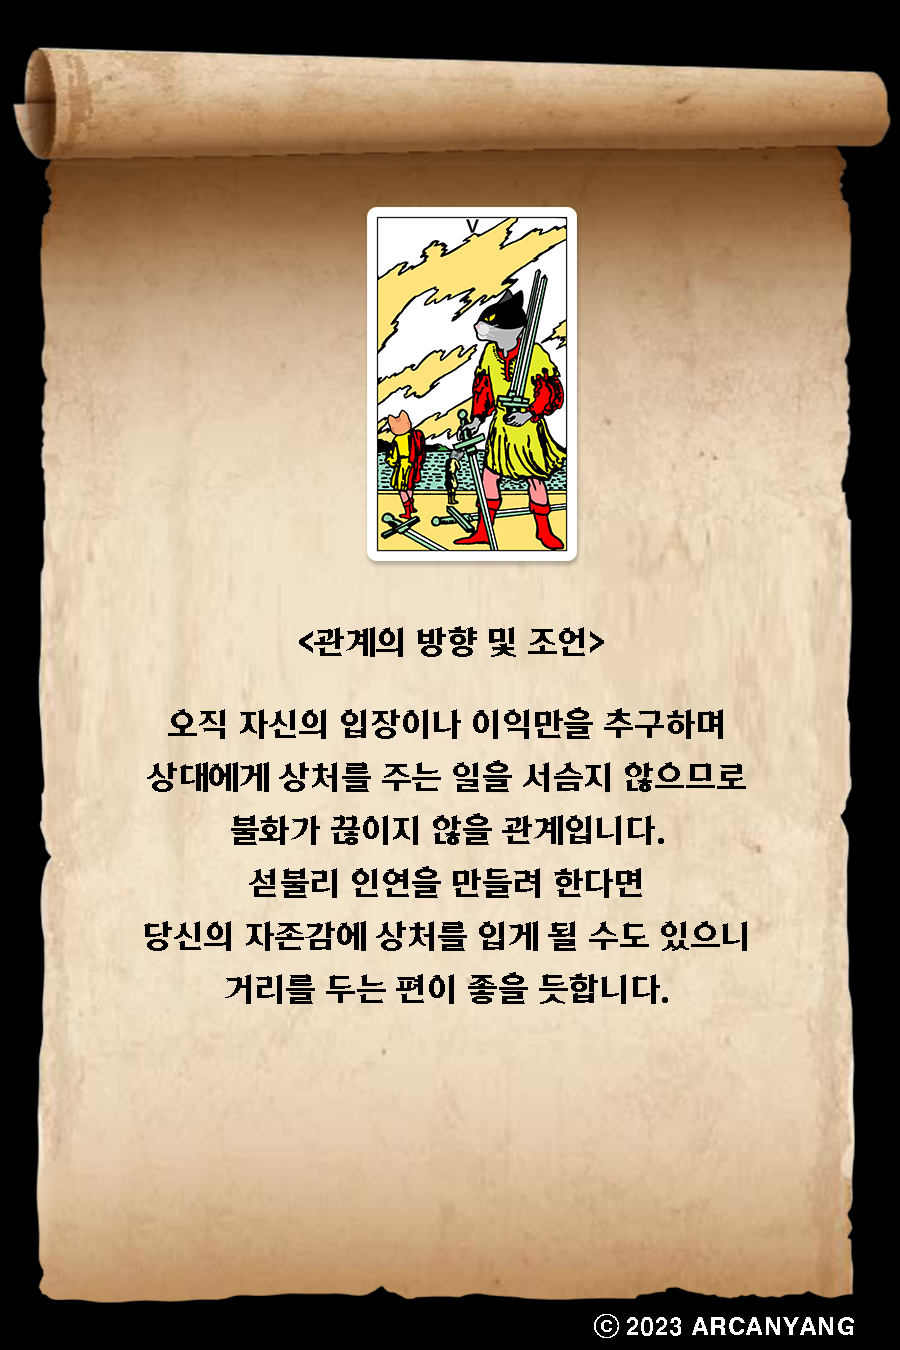 V
<관계의 방향 및 조언>
오직 자신의 입장이나 이익만을 추구하며
상대에게 상처를 주는 일을 서슴지 않으므로
불화가 끊이지 않을 관계입니다.
섣불리 인연을 만들려 한다면
당신의 자존감에 상처를 입게 될 수도 있으니
거리를 두는 편이 좋을 듯합니다.
© 2023 ARCANYANG